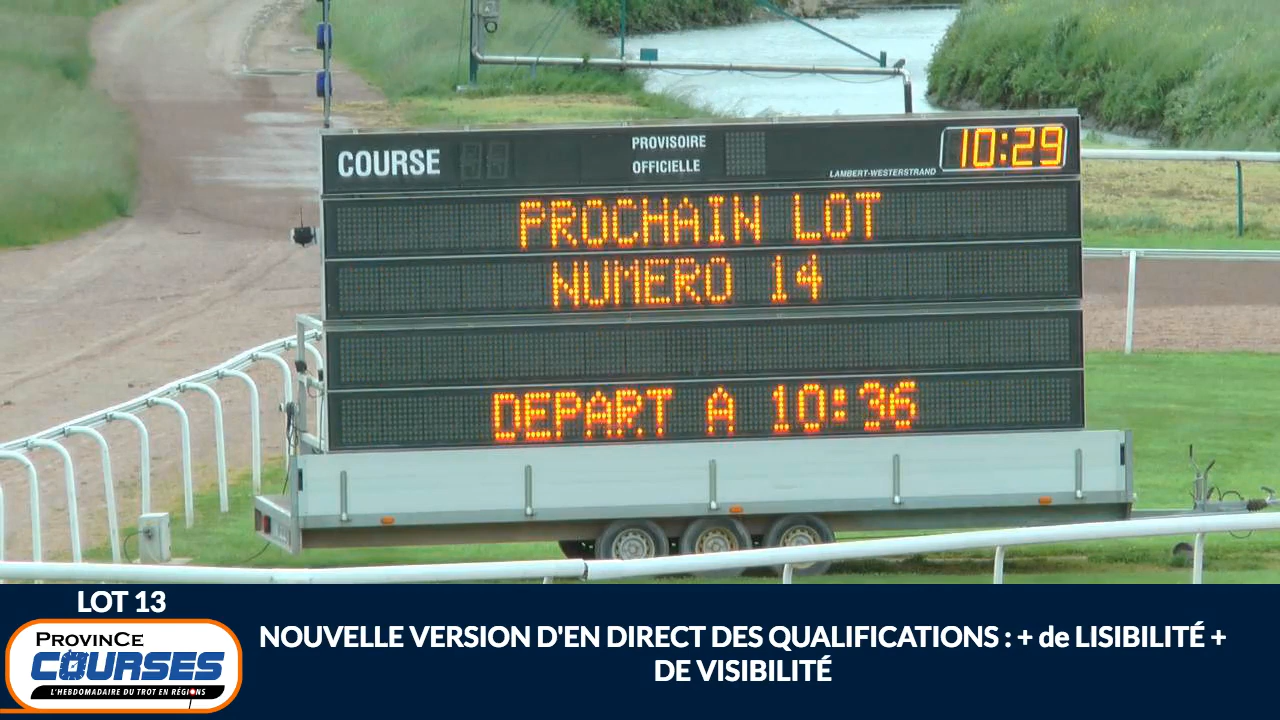 COURSE
PROVISOIRE
OFFICIELLE
LAMBERT-WESTERSTRAND
10:29
PROCHAIN LOT
NUMERO 14
DEPART A 10:36
LOT 13
PROVINCE
COURSES
L'HEBDOMADAIRE DU TROT EN RÉGIONS
NOUVELLE VERSION D'EN DIRECT DES QUALIFICATIONS : + de LISIBILITÉ +
DE VISIBILITÉ